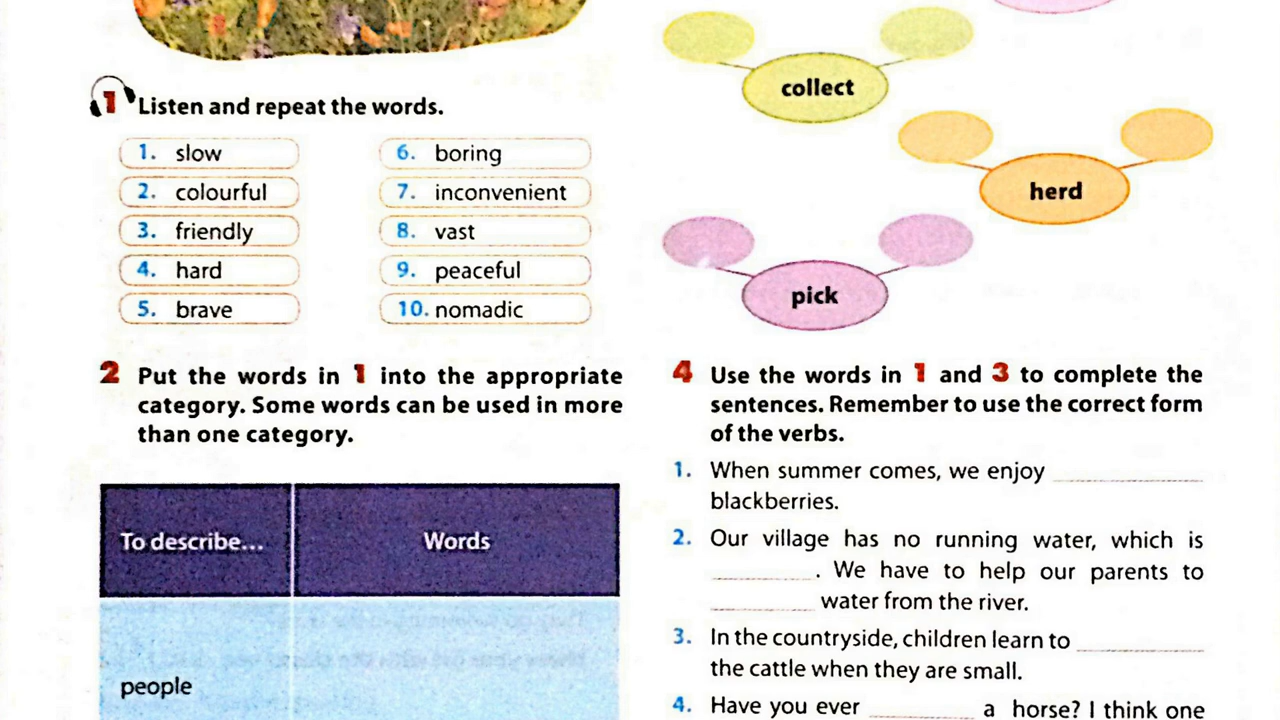 1 Listen and repeat the words.
1. slow
2. colourful
3. friendly
4. hard
5. brave
6. boring
7. inconvenient
8. vast
9. peaceful
10. nomadic
2 Put the words in 1 into the appropriate
category. Some words can be used in more
than one category.
To describe... Words
people
collect
herd
pick
4 Use the words in 1 and 3 to complete the
sentences. Remember to use the correct form
of the verbs.
1. When summer comes, we enjoy ____
blackberries.
2. Our village has no running water, which is
____. We have to help our parents to
____ water from the river.
3. In the countryside, children learn to ____
the cattle when they are small.
4. Have you ever ____ a horse? I think one